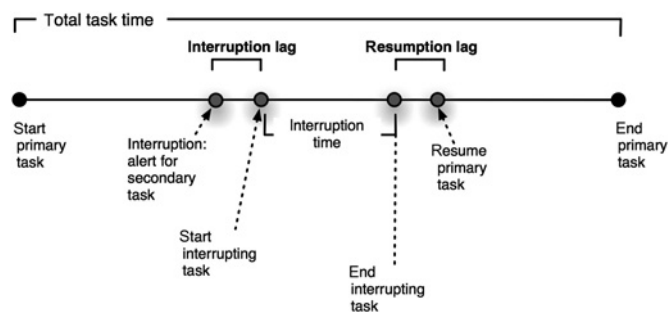 Total task time
Interruption lag
Resumption lag
Start
primary
task
Interruption:
alert for
secondary
task
Interruption
time
Resume
primary
task
End
primary
task
Start
interrupting
task
End
interrupting
task